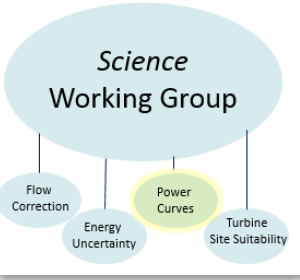 Science
Working Group
Flow
Correction
Energy
Uncertainty
Power
Curves
Turbine
Site Suitability